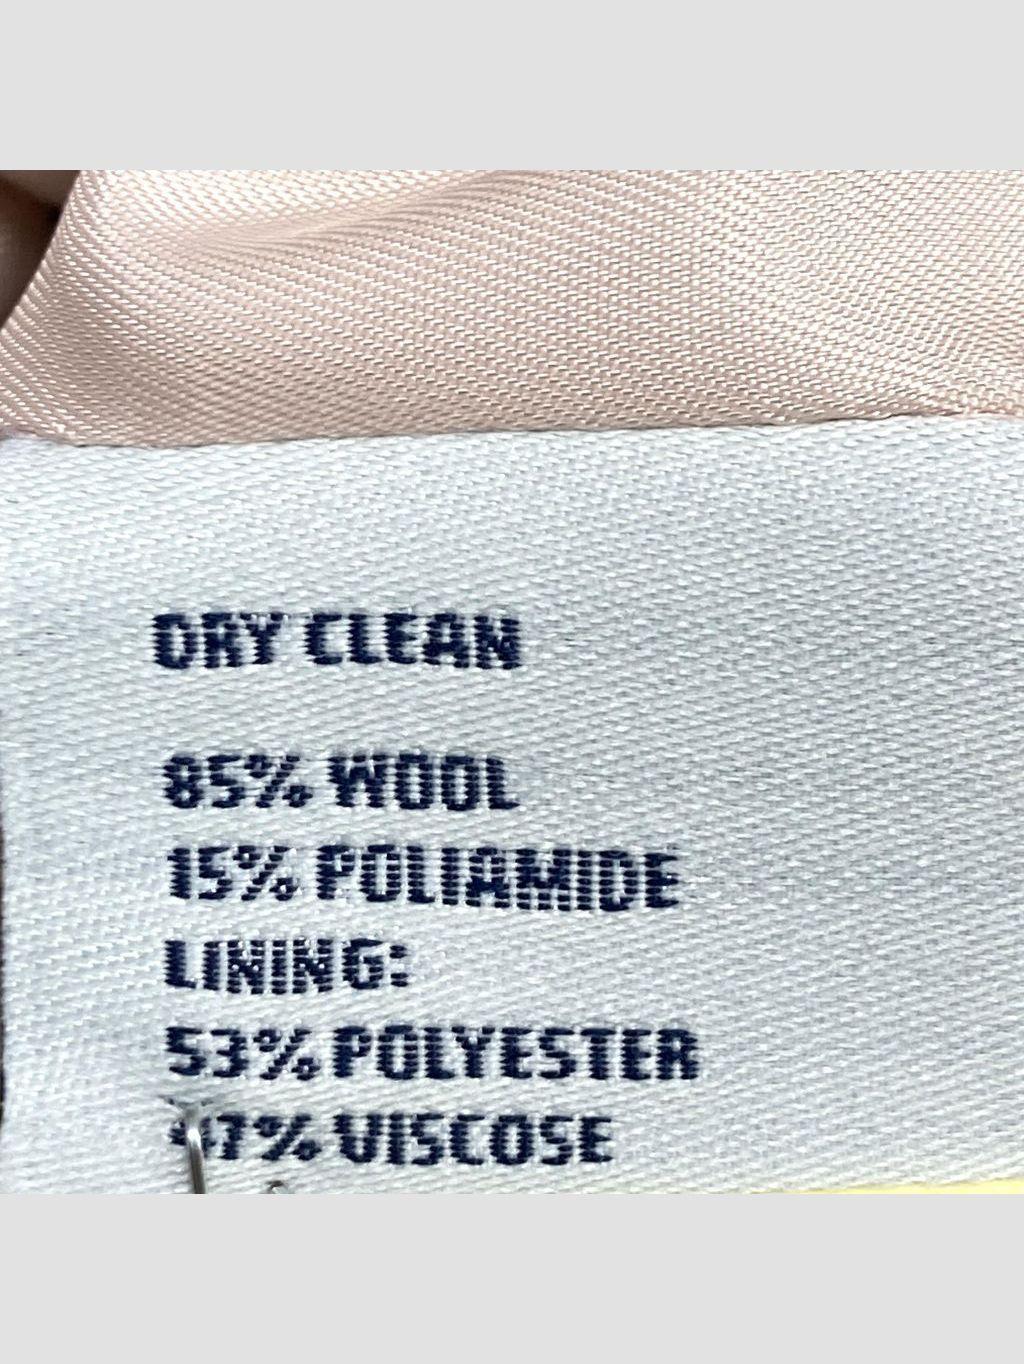 DRY CLEAN
85% WOOL
15% POLIAMIDE
LINING:
53% POLYESTER
47% VISCOSE